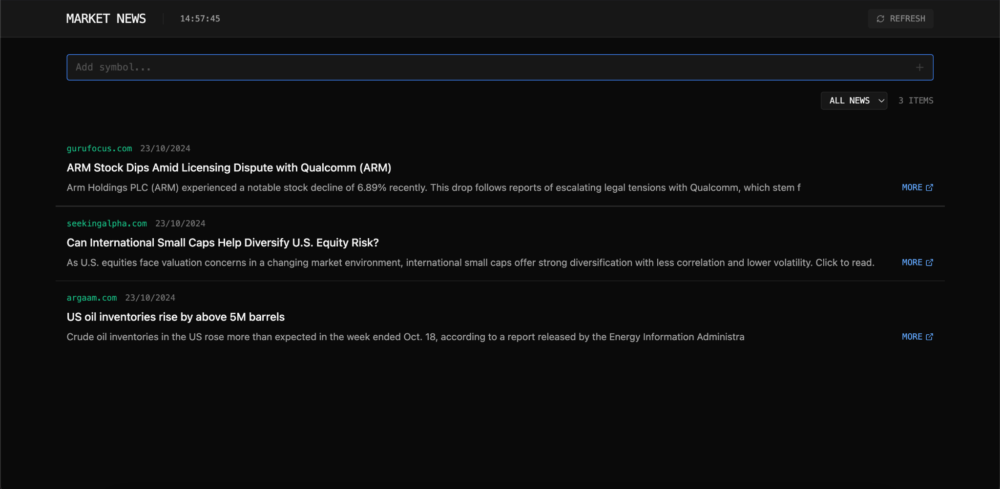 MARKET NEWS 14:57:45 REFRESH
Add symbol... +
ALL NEWS 3 ITEMS
gurufocus.com 23/10/2024
ARM Stock Dips Amid Licensing Dispute with Qualcomm (ARM)
Arm Holdings PLC (ARM) experienced a notable stock decline of 6.89% recently. This drop follows reports of escalating legal tensions with Qualcomm, which stem f MORE
seekingalpha.com 23/10/2024
Can International Small Caps Help Diversify U.S. Equity Risk?
As U.S. equities face valuation concerns in a changing market environment, international small caps offer strong diversification with less correlation and lower volatility. Click to read. MORE
argaam.com 23/10/2024
US oil inventories rise by above 5M barrels
Crude oil inventories in the US rose more than expected in the week ended Oct. 18, according to a report released by the Energy Information Administra MORE